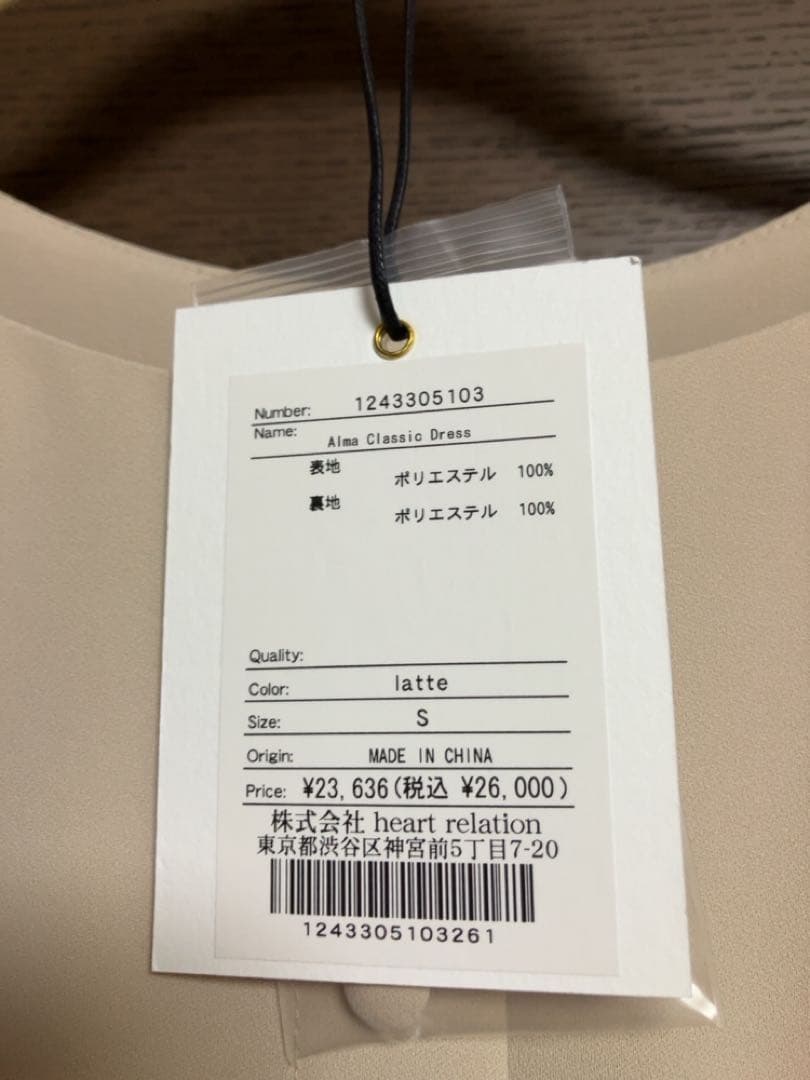 Number: 1243305103
Name: Alma Classic Dress
表地 ポリエステル 100%
裏地 ポリエステル 100%
Quality:
Color: latte
Size: S
Origin: MADE IN CHINA
Price: ¥23,636(税込 ¥26,000)
株式会社 heart relation
東京都渋谷区神宮前5丁目7-20
1243305103261